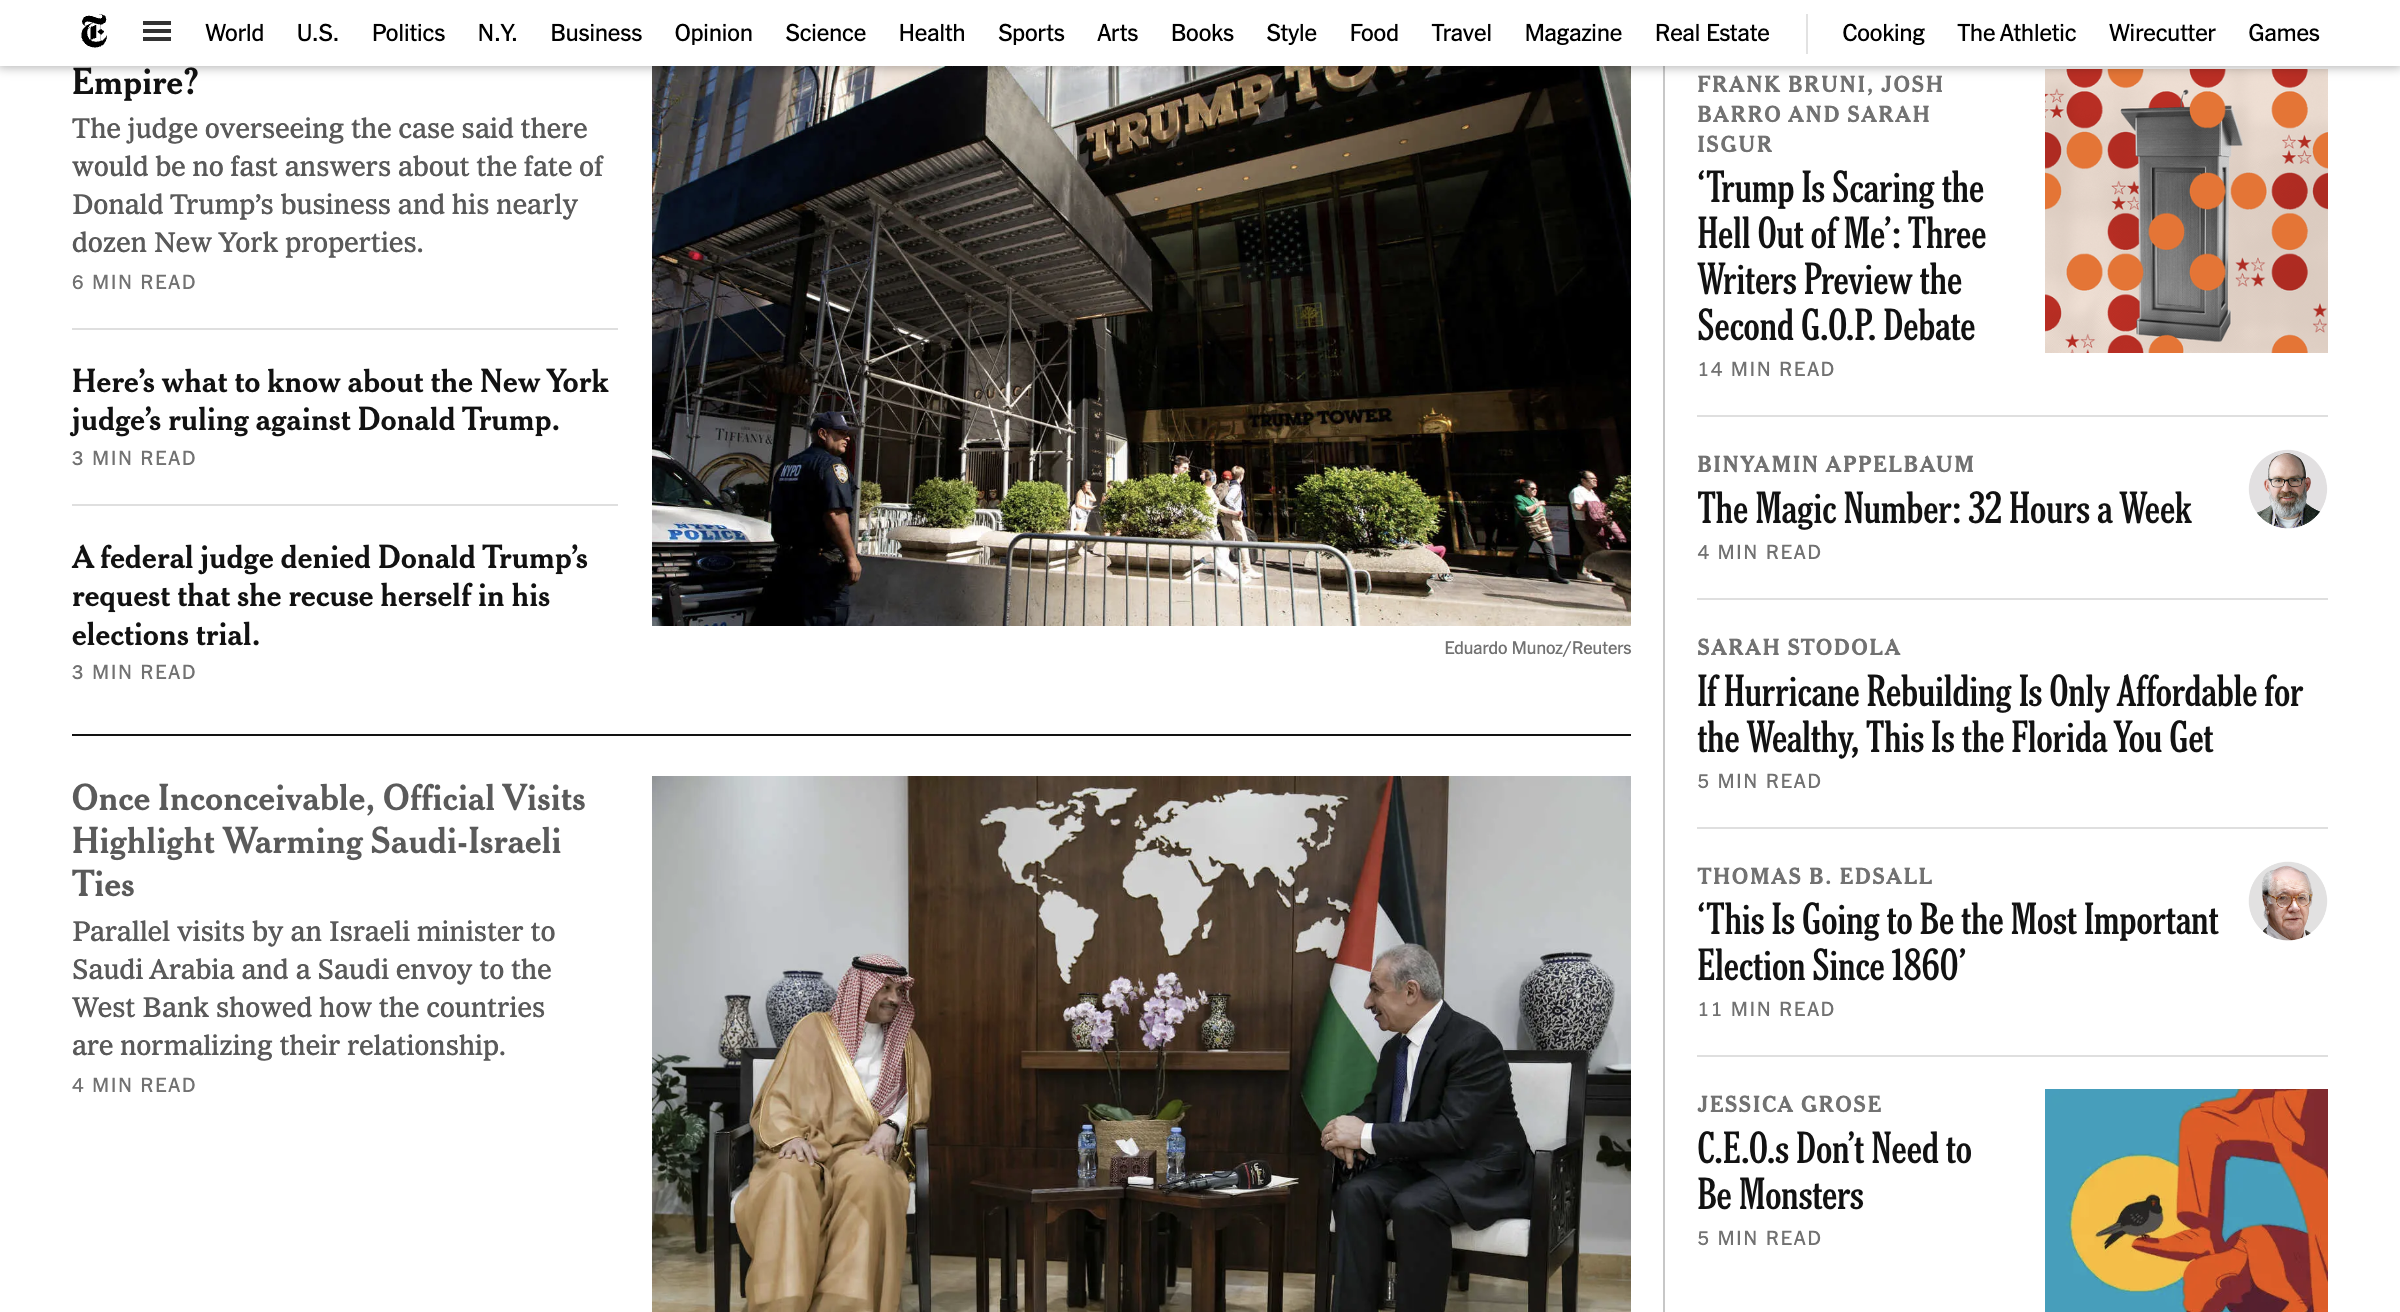 World U.S. Politics N.Y. Business Opinion Science Health Sports Arts Books Style Food Travel Magazine Real Estate Cooking The Athletic Wirecutter Games
Empire?
The judge overseeing the case said there
would be no fast answers about the fate of
Donald Trump’s business and his nearly
dozen New York properties.
6 MIN READ
Here’s what to know about the New York
judge’s ruling against Donald Trump.
3 MIN READ
A federal judge denied Donald Trump’s
request that she recuse herself in his
elections trial.
3 MIN READ
TRUMP TO
GUCCI
TRUMP TOWER
TIFFANY &
NYPD
NYPD
POLICE
Eduardo Munoz/Reuters
Once Inconceivable, Official Visits
Highlight Warming Saudi-Israeli
Ties
Parallel visits by an Israeli minister to
Saudi Arabia and a Saudi envoy to the
West Bank showed how the countries
are normalizing their relationship.
4 MIN READ
FRANK BRUNI, JOSH
BARRO AND SARAH
ISGUR
‘Trump Is Scaring the
Hell Out of Me’: Three
Writers Preview the
Second G.O.P. Debate
14 MIN READ
BINYAMIN APPELBAUM
The Magic Number: 32 Hours a Week
4 MIN READ
SARAH STODOLA
If Hurricane Rebuilding Is Only Affordable for
the Wealthy, This Is the Florida You Get
5 MIN READ
THOMAS B. EDSALL
‘This Is Going to Be the Most Important
Election Since 1860’
11 MIN READ
JESSICA GROSE
C.E.O.s Don’t Need to
Be Monsters
5 MIN READ